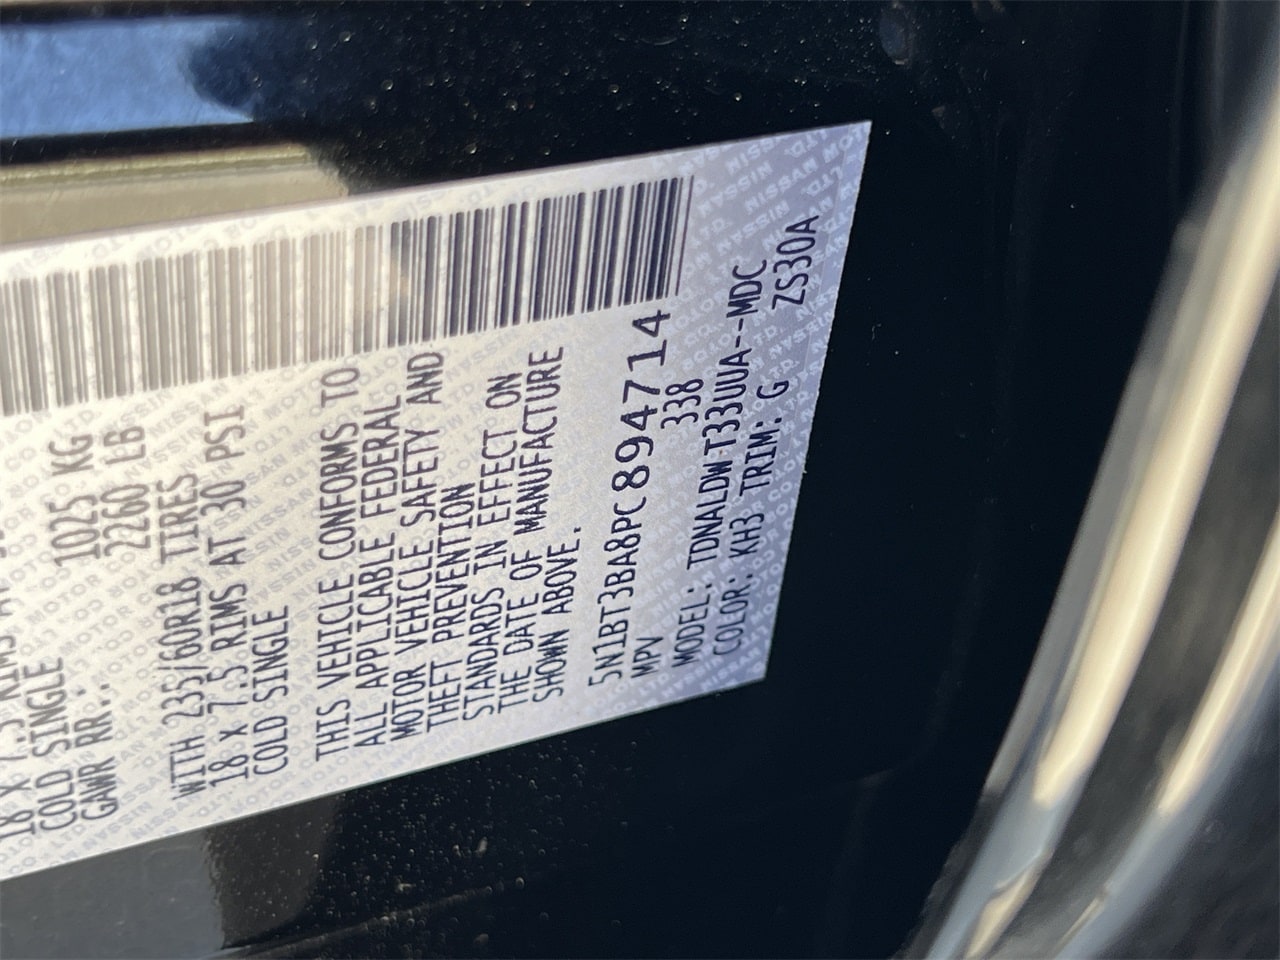 18 X 7.5 RIMS
COLD SINGLE
GAWR RR: 1025 KG
2260 LB
WITH 235/60R18 TIRES
18 X 7.5 RIMS AT 30 PSI
COLD SINGLE
THIS VEHICLE CONFORMS TO
ALL APPLICABLE FEDERAL
MOTOR VEHICLE SAFETY AND
THEFT PREVENTION
STANDARDS IN EFFECT ON
THE DATE OF MANUFACTURE
SHOWN ABOVE.
5N1BT3BA8PC894714
MPV 338
MODEL: TDNALDW T33UUA--MDC
COLOR: KH3 TRIM: G ZS30A